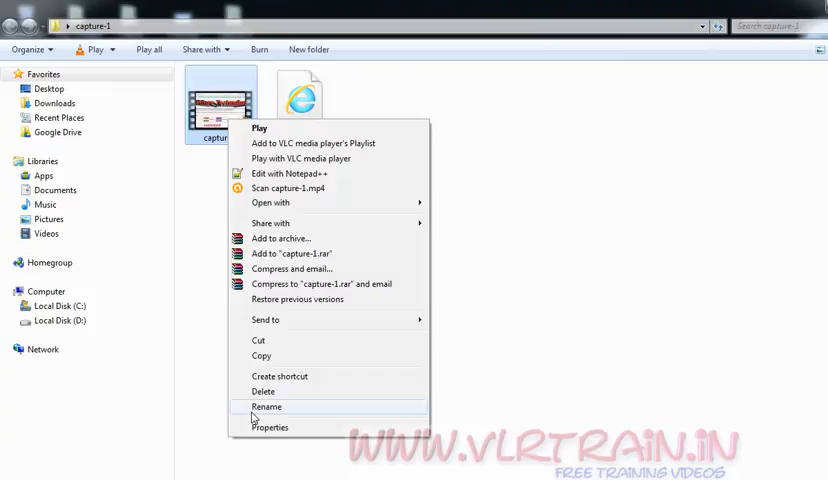 capture-1
Search capture-1
Organize
Play
Play all
Share with
Burn
New folder
Favorites
Desktop
Downloads
Recent Places
Google Drive
Libraries
Apps
Documents
Music
Pictures
Videos
Homegroup
Computer
Local Disk (C:)
Local Disk (D:)
Network
captur
Play
Add to VLC media player's Playlist
Play with VLC media player
Edit with Notepad++
Scan capture-1.mp4
Open with
Share with
Add to archive...
Add to "capture-1.rar"
Compress and email...
Compress to "capture-1.rar" and email
Restore previous versions
Send to
Cut
Copy
Create shortcut
Delete
Rename
Properties
WWW.VLRTRAiN.iN
FREE TRAINING VIDEOS